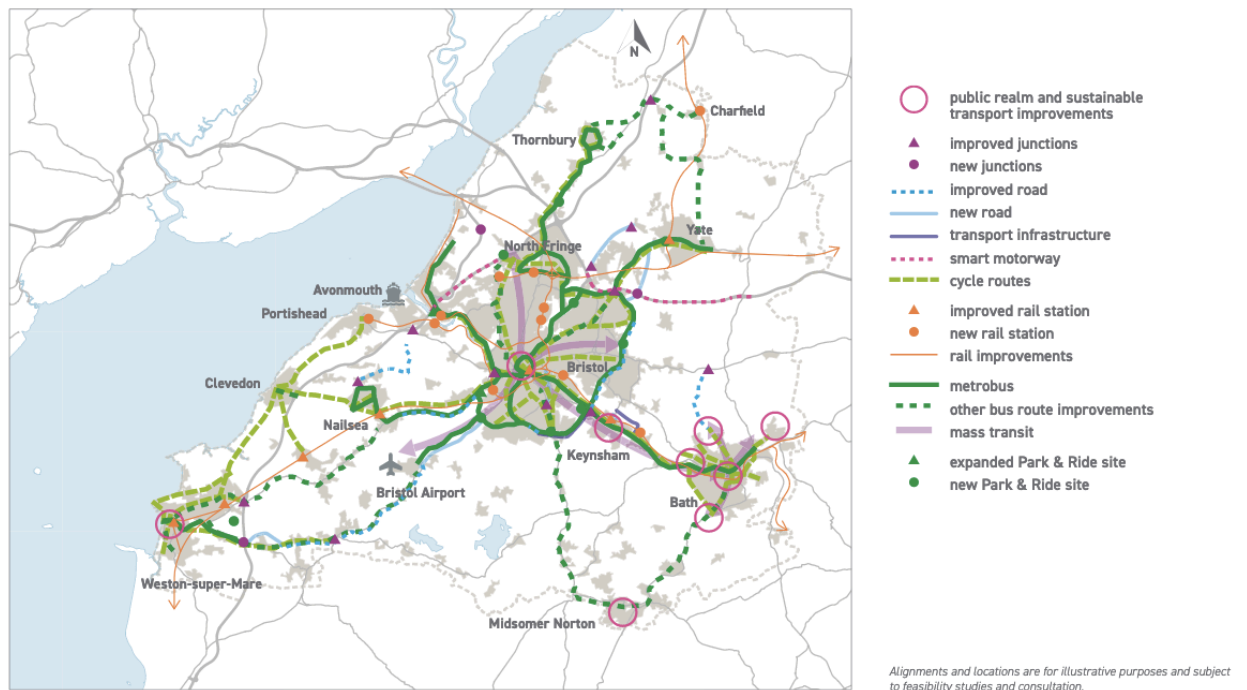 N
Charfield
Thornbury
Yate
North Fringe
Avonmouth
Portishead
Bristol
Clevedon
Nailsea
Keynsham
Bristol Airport
Bath
Weston-super-Mare
Midsomer Norton
public realm and sustainable
transport improvements
improved junctions
new junctions
improved road
new road
transport infrastructure
smart motorway
cycle routes
improved rail station
new rail station
rail improvements
metrobus
other bus route improvements
mass transit
expanded Park & Ride site
new Park & Ride site
Alignments and locations are for illustrative purposes and subject
to feasibility studies and consultation.